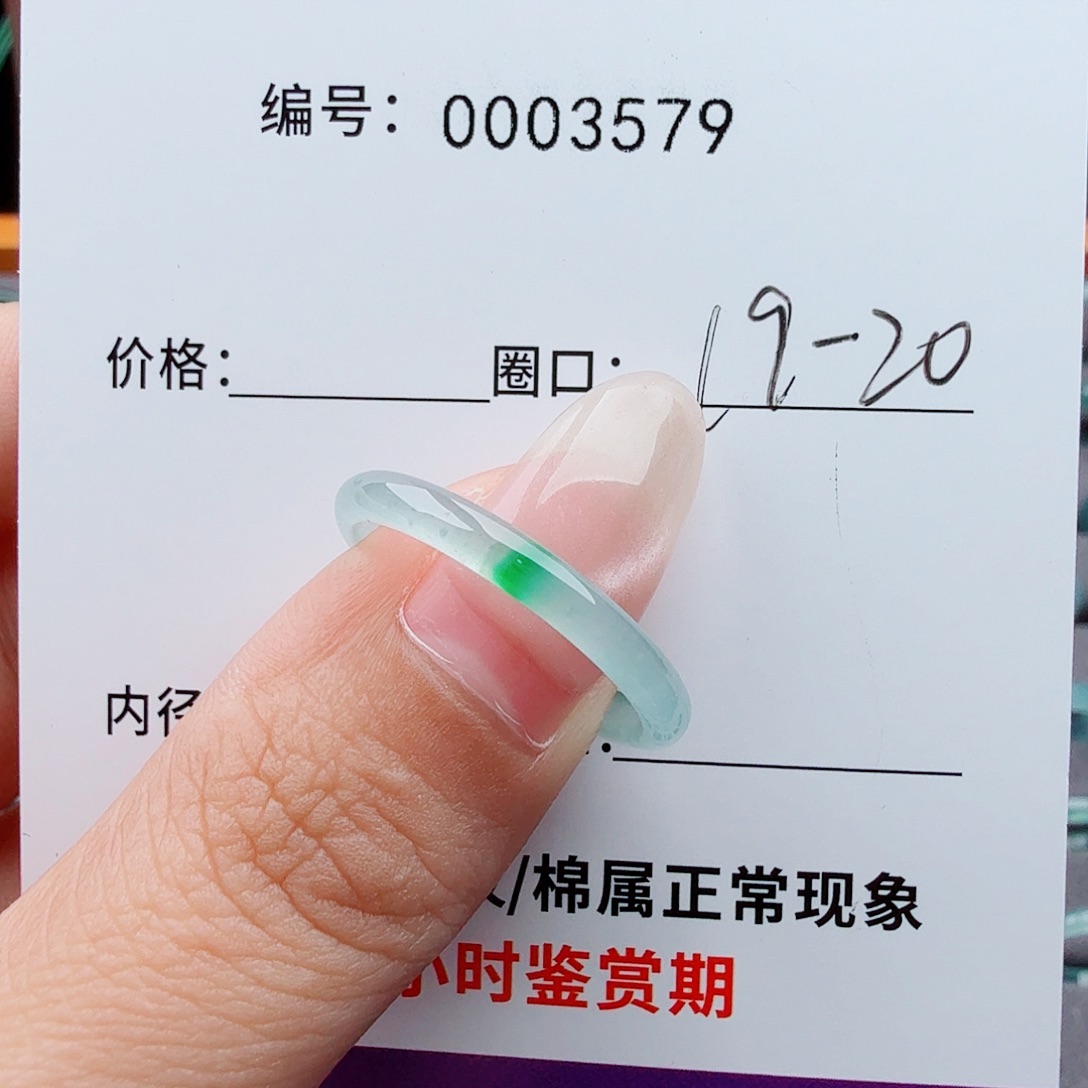 编号：0003579
价格：圈口：19-20
内径
/棉属正常现象
小时鉴赏期